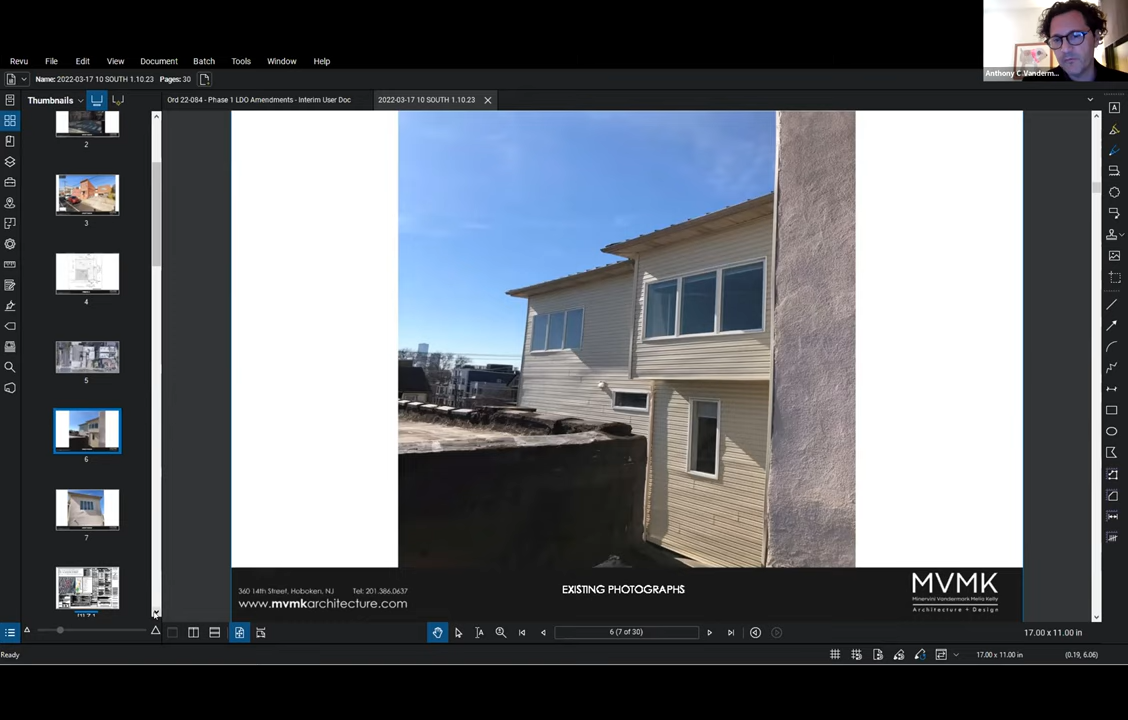 Anthony C Vanderm...
Revu File Edit View Document Batch Tools Window Help
Name: 2022-03-17 10 SOUTH 1.10.23 Pages: 30
Thumbnails
Ord 22-084 - Phase 1 LDO Amendments - Interim User Doc
2022-03-17 10 SOUTH 1.10.23
2
3
4
5
6
7
360 14th Street, Hoboken, NJ Tel: 201.386.0637
www.mvmkarchitecture.com
EXISTING PHOTOGRAPHS
MVMK
Minervini Vandermark Melia Kelly
Architecture + Design
6 (7 of 30)
17.00 x 11.00 in
Ready
17.00 x 11.00 in
(0.19, 6.06)